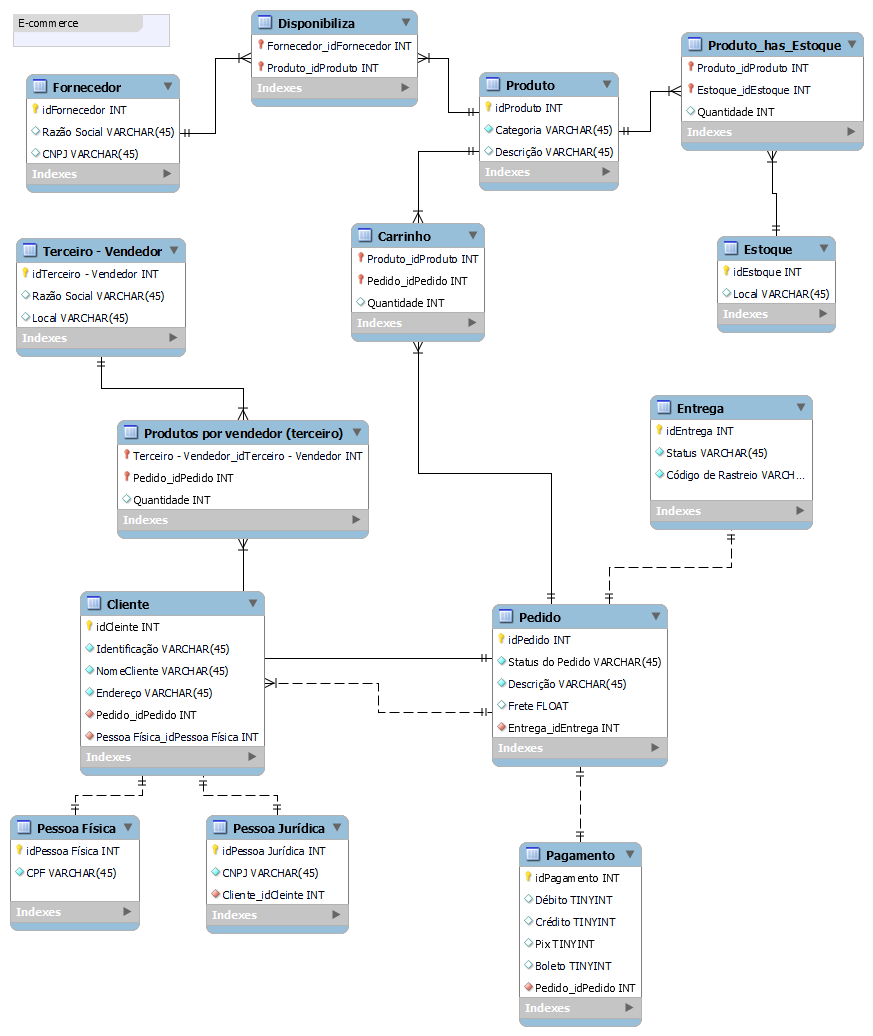 E-commerce
Disponibiliza
Fornecedor_idFornecedor INT
Produto_idProduto INT
Indexes
Produto_has_Estoque
Produto_idProduto INT
Estoque_idEstoque INT
Quantidade INT
Indexes
Fornecedor
idFornecedor INT
Razão Social VARCHAR(45)
CNPJ VARCHAR(45)
Indexes
Produto
idProduto INT
Categoria VARCHAR(45)
Descrição VARCHAR(45)
Indexes
Carrinho
Produto_idProduto INT
Pedido_idPedido INT
Quantidade INT
Indexes
Terceiro - Vendedor
idTerceiro - Vendedor INT
Razão Social VARCHAR(45)
Local VARCHAR(45)
Indexes
Estoque
idEstoque INT
Local VARCHAR(45)
Indexes
Entrega
idEntrega INT
Status VARCHAR(45)
Código de Rastreio VARCH...
Indexes
Produtos por vendedor (terceiro)
Terceiro - Vendedor_idTerceiro - Vendedor INT
Pedido_idPedido INT
Quantidade INT
Indexes
Cliente
idCleinte INT
Identificação VARCHAR(45)
NomeCliente VARCHAR(45)
Endereço VARCHAR(45)
Pedido_idPedido INT
Pessoa Física_idPessoa Física INT
Indexes
Pedido
idPedido INT
Status do Pedido VARCHAR(45)
Descrição VARCHAR(45)
Frete FLOAT
Entrega_idEntrega INT
Indexes
Pessoa Física
idPessoa Física INT
CPF VARCHAR(45)
Indexes
Pessoa Jurídica
idPessoa Jurídica INT
CNPJ VARCHAR(45)
Cliente_idCleinte INT
Indexes
Pagamento
idPagamento INT
Débito TINYINT
Crédito TINYINT
Pix TINYINT
Boleto TINYINT
Pedido_idPedido INT
Indexes